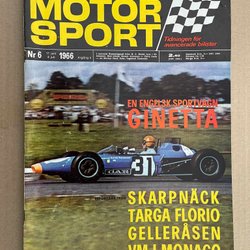 MOTOR
SPORT
Tidningen för
avancerade bilister
Nr 6
1966
EN ENGELSK SPORTVAGN
GINETTA
31
SKARPNÄCK
TARGA FLORIO
GELLERÅSEN
VM I MONACO